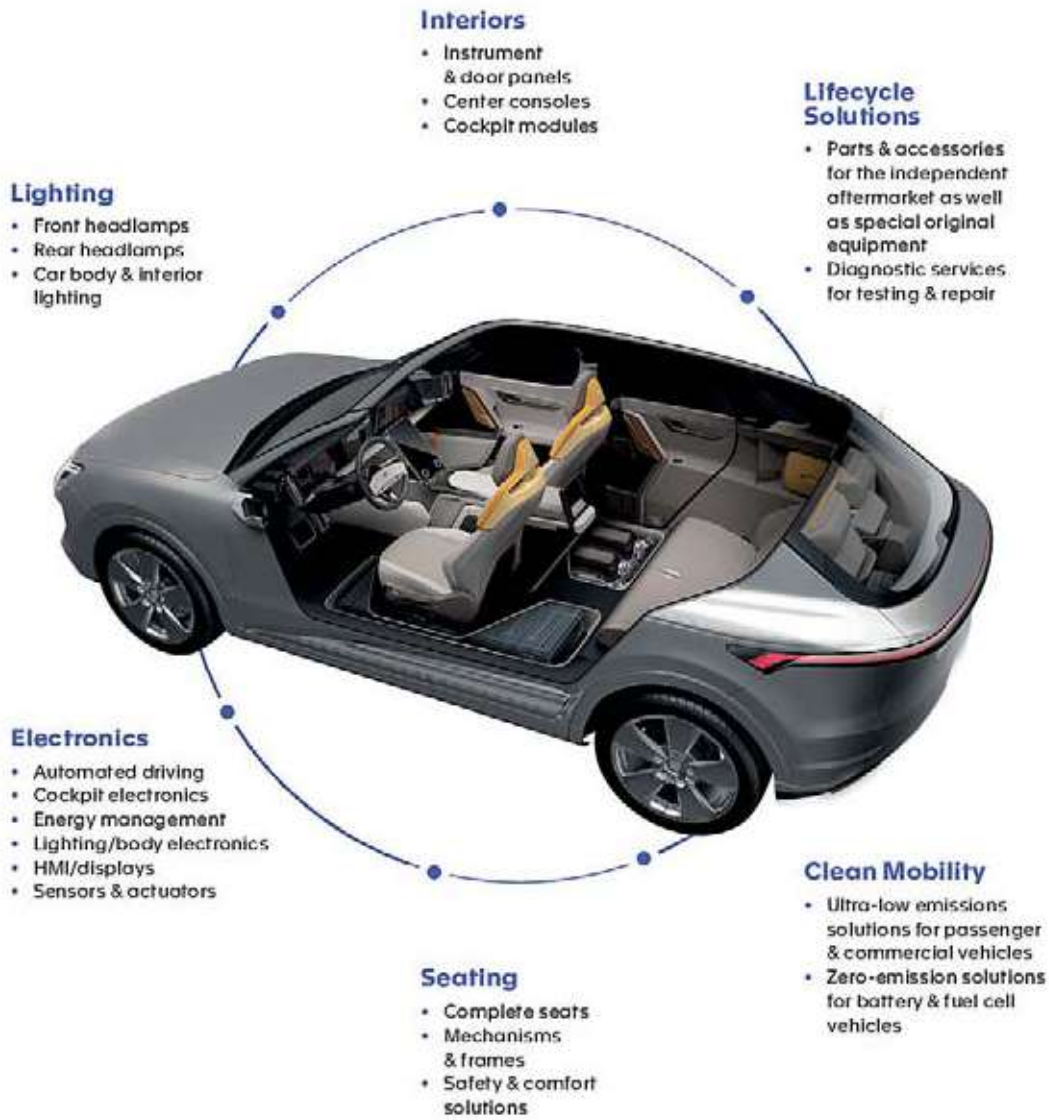 Interiors
• Instrument
& door panels
• Center consoles
• Cockpit modules
Lifecycle
Solutions
• Parts & accessories
for the independent
aftermarket as well
as special original
equipment
• Diagnostic services
for testing & repair
Lighting
• Front headlamps
• Rear headlamps
• Car body & interior
lighting
Electronics
• Automated driving
• Cockpit electronics
• Energy management
• Lighting/body electronics
• HMI/displays
• Sensors & actuators
Clean Mobility
• Ultra-low emissions
solutions for passenger
& commercial vehicles
• Zero-emission solutions
for battery & fuel cell
vehicles
Seating
• Complete seats
• Mechanisms
& frames
• Safety & comfort
solutions